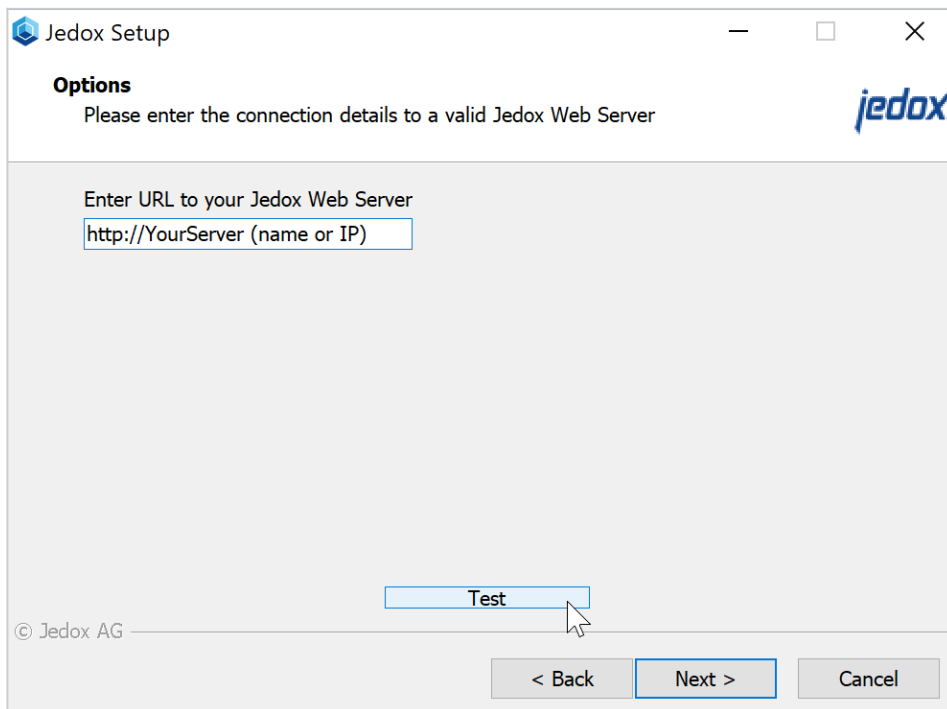 Jedox Setup
Options
Please enter the connection details to a valid Jedox Web Server
jedox
Enter URL to your Jedox Web Server
http://YourServer (name or IP)
Test
© Jedox AG
< Back
Next >
Cancel